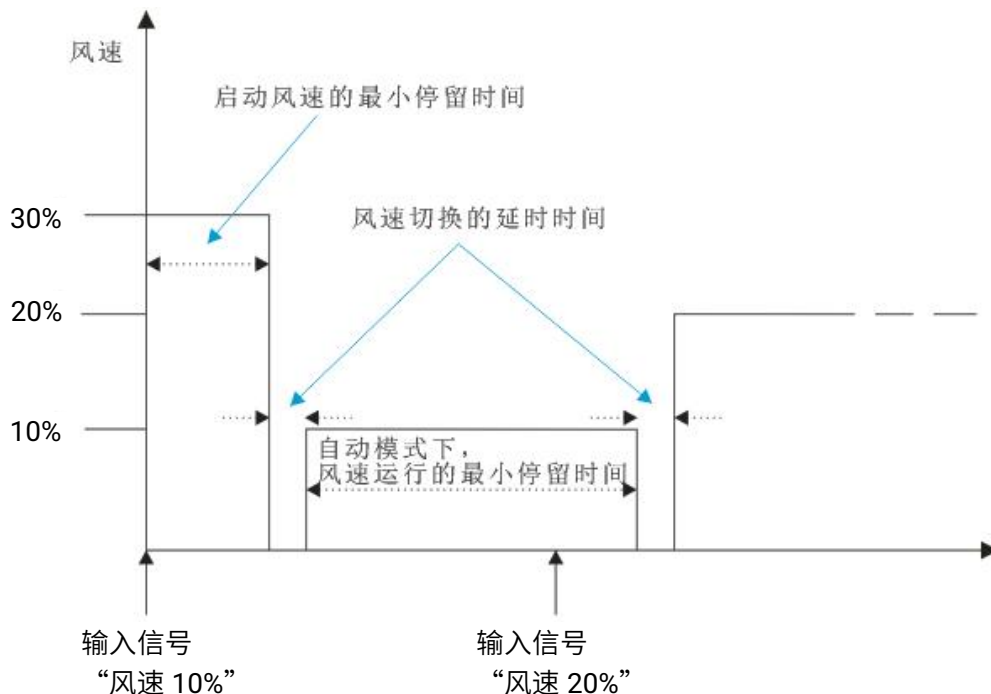 风速
启动风速的最小停留时间
30%
风速切换的延时时间
20%
10%
自动模式下，
风速运行的最小停留时间
输入信号
“风速 10%”
输入信号
“风速 20%”